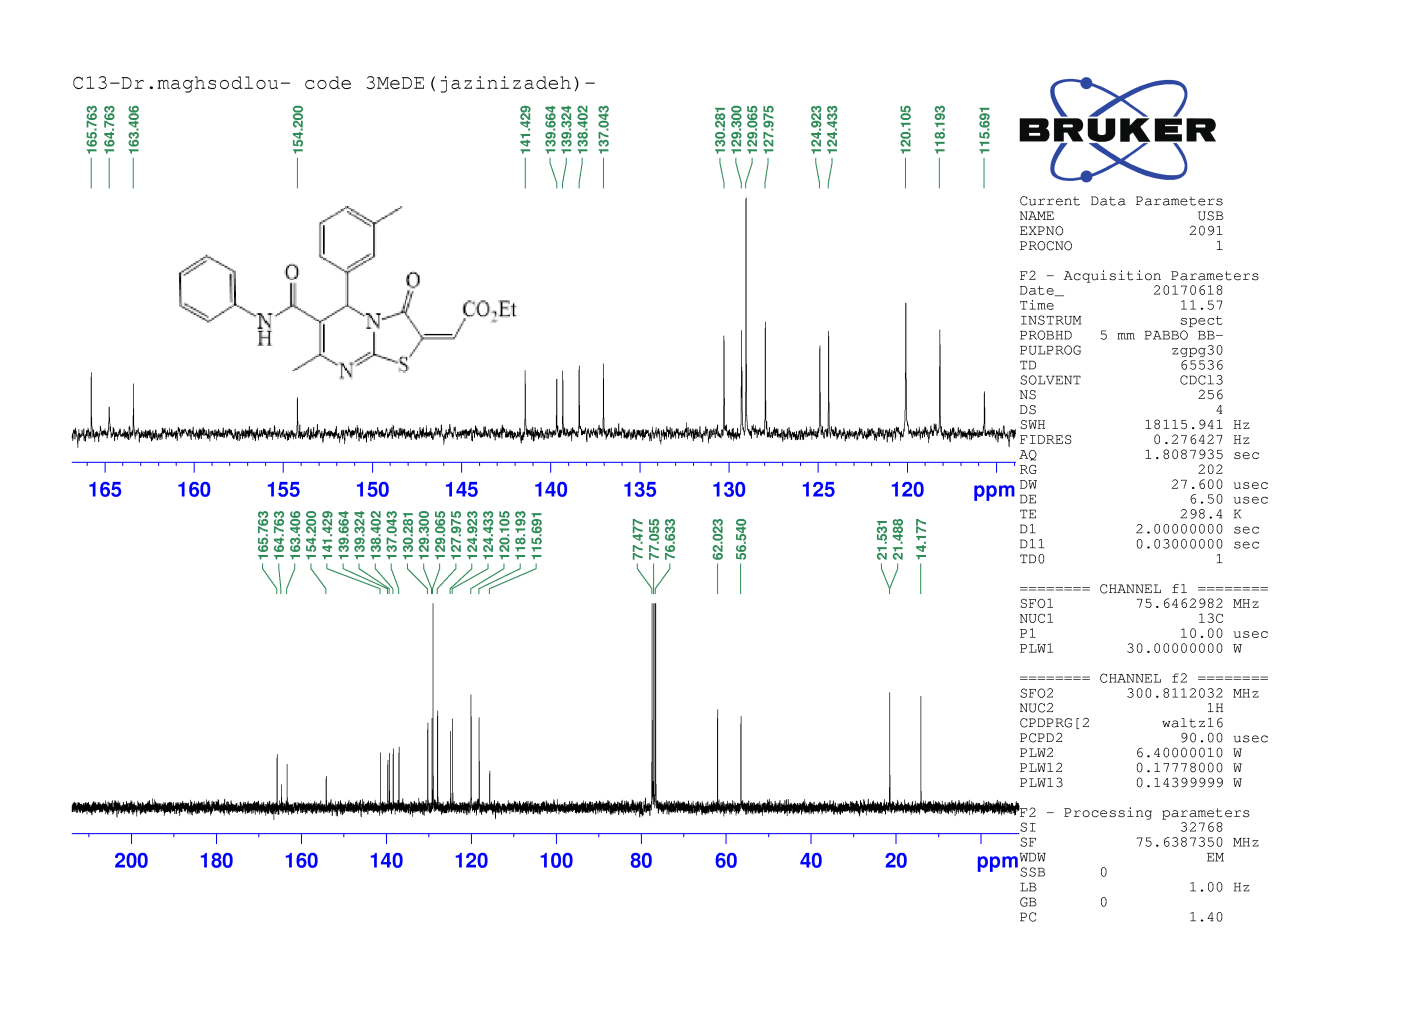 C13-Dr.maghsodlou- code 3MeDE(jazinizadeh)-
165.763
164.763
163.406
154.200
141.429
139.664
139.324
138.402
137.043
130.281
129.300
129.065
127.975
124.923
124.433
120.105
118.193
115.691
O
O
N
H
N
CO2Et
N
S
165 160 155 150 145 140 135 130 125 120 ppm
165.763
164.763
163.406
154.200
141.429
139.664
139.324
138.402
137.043
130.281
129.300
129.065
127.975
124.923
124.433
120.105
118.193
115.691
77.477
77.055
76.633
62.023
56.540
21.531
21.488
14.177
200 180 160 140 120 100 80 60 40 20 ppm
BRUKER
Current Data Parameters
NAME USB
EXPNO 2091
PROCNO 1
F2 - Acquisition Parameters
Date_ 20170618
Time 11.57
INSTRUM spect
PROBHD 5 mm PABBO BB-
PULPROG zgpg30
TD 65536
SOLVENT CDCl3
NS 256
DS 4
SWH 18115.941 Hz
FIDRES 0.276427 Hz
AQ 1.8087935 sec
RG 202
DW 27.600 usec
DE 6.50 usec
TE 298.4 K
D1 2.00000000 sec
D11 0.03000000 sec
TD0 1
======== CHANNEL f1 ========
SFO1 75.6462982 MHz
NUC1 13C
P1 10.00 usec
PLW1 30.00000000 W
======== CHANNEL f2 ========
SFO2 300.8112032 MHz
NUC2 1H
CPDPRG[2 waltz16
PCPD2 90.00 usec
PLW2 6.40000010 W
PLW12 0.17778000 W
PLW13 0.14399999 W
F2 - Processing parameters
SI 32768
SF 75.6387350 MHz
WDW EM
SSB 0
LB 1.00 Hz
GB 0
PC 1.40